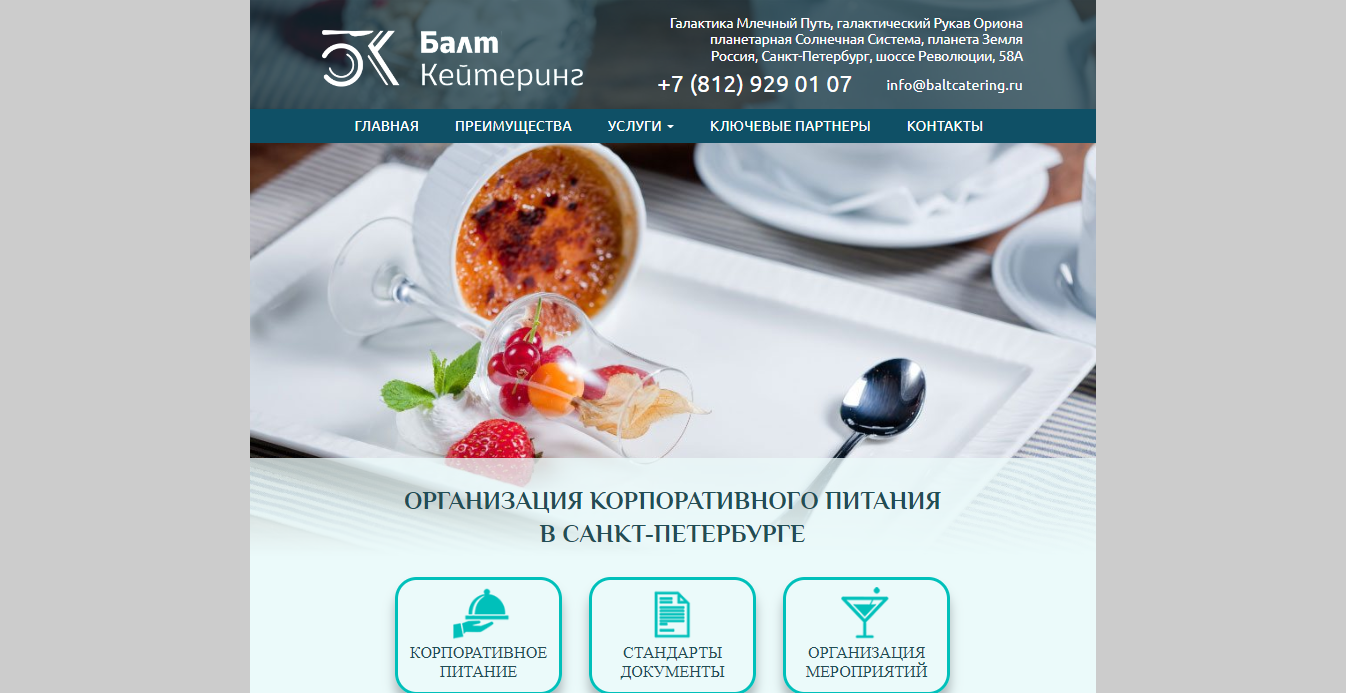 Балт
Кейтеринг
Галактика Млечный Путь, галактический Рукав Ориона
планетарная Солнечная Система, планета Земля
Россия, Санкт-Петербург, шоссе Революции, 58А
+7 (812) 929 01 07 info@baltcatering.ru
ГЛАВНАЯ ПРЕИМУЩЕСТВА УСЛУГИ КЛЮЧЕВЫЕ ПАРТНЕРЫ КОНТАКТЫ
ОРГАНИЗАЦИЯ КОРПОРАТИВНОГО ПИТАНИЯ
В САНКТ-ПЕТЕРБУРГЕ
КОРПОРАТИВНОЕ
ПИТАНИЕ
СТАНДАРТЫ
ДОКУМЕНТЫ
ОРГАНИЗАЦИЯ
МЕРОПРИЯТИЙ